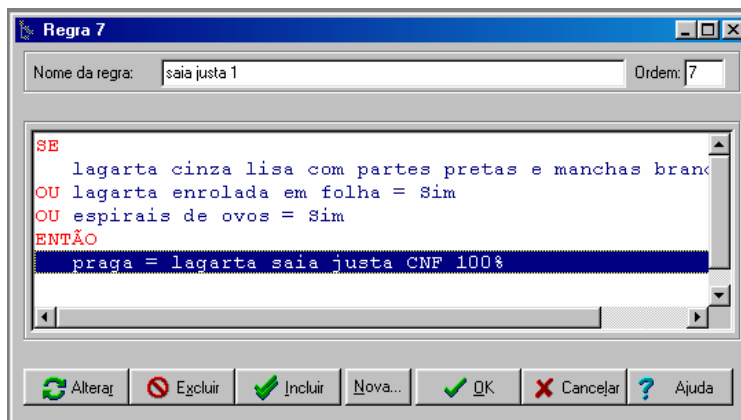 Regra 7
Nome da regra: saia justa 1 Ordem: 7
SE
lagarta cinza lisa com partes pretas e manchas bran
OU lagarta enrolada em folha = Sim
OU espirais de ovos = Sim
ENTÃO
praga = lagarta saia justa CNF 100%
Alterar Excluir Incluir Nova... OK Cancelar Ajuda